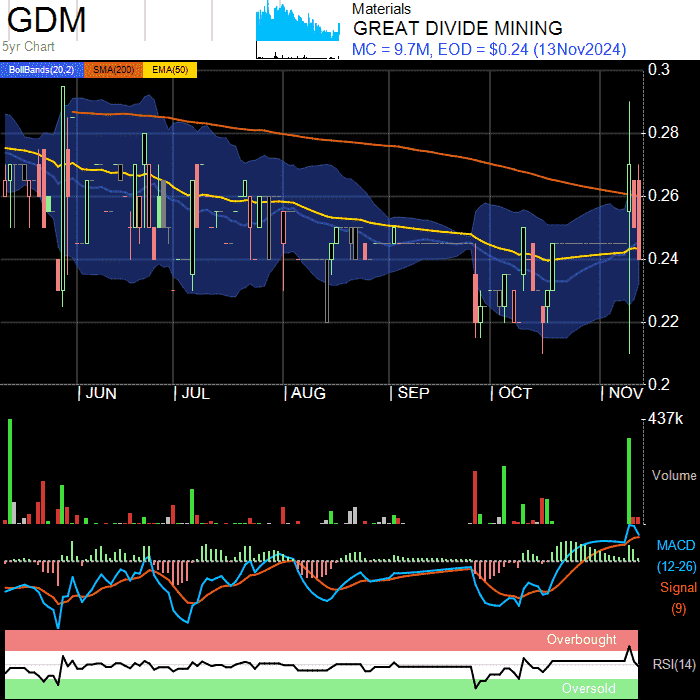 GDM
5yr Chart
Materials
GREAT DIVIDE MINING
MC = 9.7M, EOD = $0.24 (13Nov2024)
BollBands(20,2) SMA(200) EMA(50)
0.3
0.28
0.26
0.24
0.22
0.2
JUN JUL AUG SEP OCT NOV
437k
Volume
MACD
(12-26)
Signal
(9)
Overbought
RSI(14)
Oversold